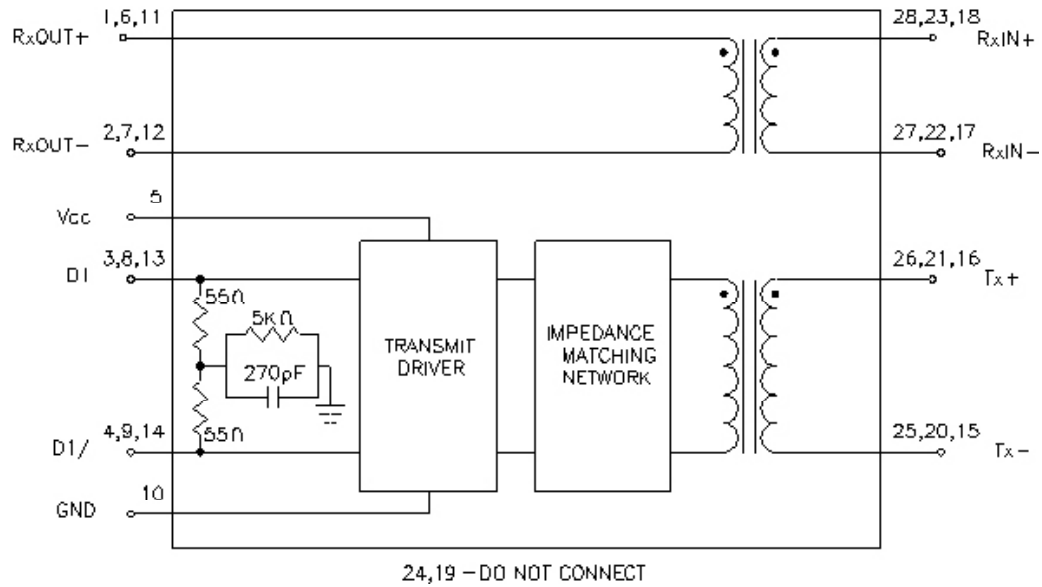 1,6,11
28,23,18
RxOUT+
RxIN+
2,7,12
27,22,17
RxOUT-
RxIN-
5
Vcc
3,8,13
26,21,16
D1
Tx+
55Ω
5KΩ
270pF
TRANSMIT
DRIVER
IMPEDANCE
MATCHING
NETWORK
4,9,14
55Ω
25,20,15
D1/
Tx-
10
GND
24,19 -DO NOT CONNECT